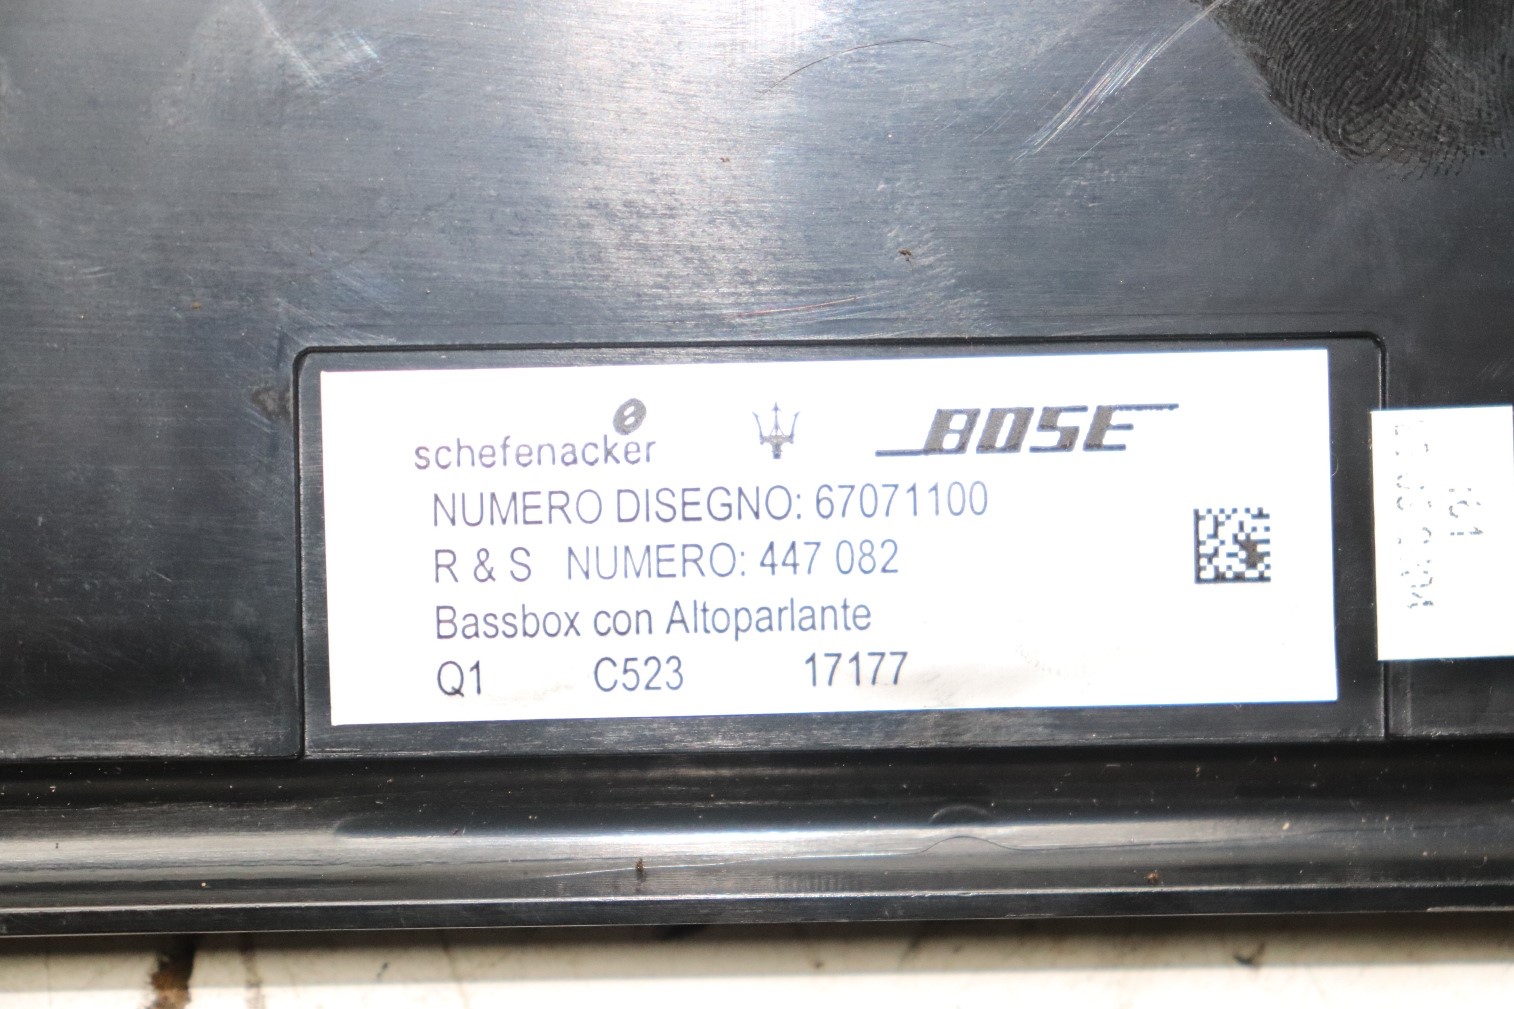 schefenacker BOSE
NUMERO DISEGNO: 67071100
R & S NUMERO: 447 082
Bassbox con Altoparlante
Q1 C523 17177